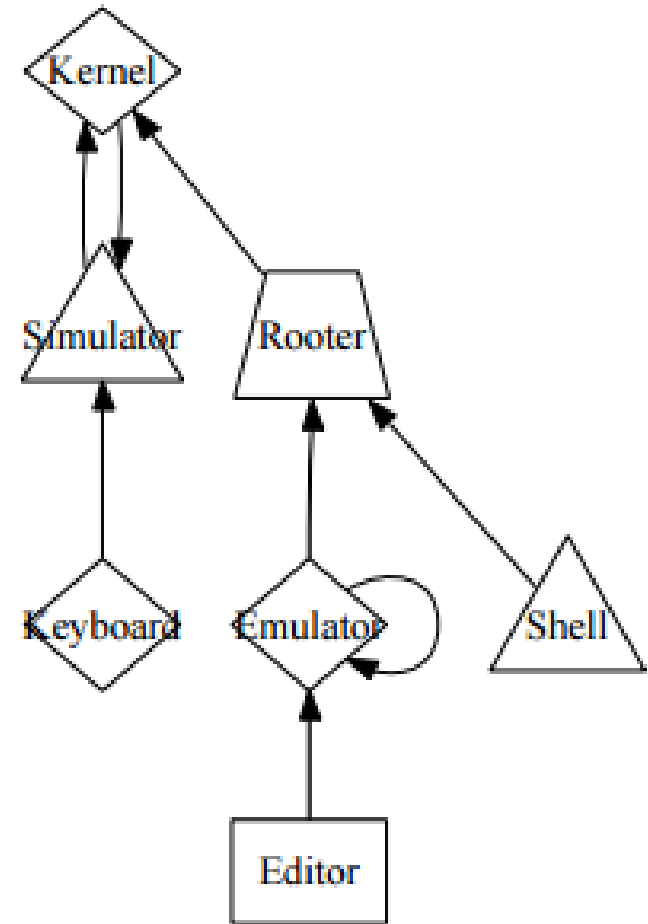 Kernel
Simulator
Rooter
Keyboard
Emulator
Shell
Editor